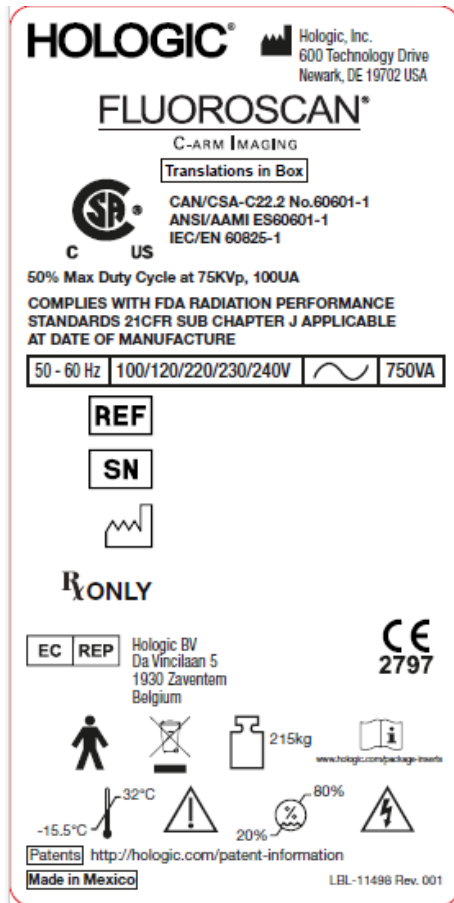 HOLOGIC®
Hologic, Inc.
600 Technology Drive
Newark, DE 19702 USA
FLUOROSCAN®
C-ARM IMAGING
Translations in Box
CSA ®
C US
CAN/CSA-C22.2 No.60601-1
ANSI/AAMI ES60601-1
IEC/EN 60825-1
50% Max Duty Cycle at 75KVp, 100UA
COMPLIES WITH FDA RADIATION PERFORMANCE
STANDARDS 21CFR SUB CHAPTER J APPLICABLE
AT DATE OF MANUFACTURE
50 - 60 Hz 100/120/220/230/240V 750VA
REF
SN
Rx ONLY
EC REP
Hologic BV
Da Vincilaan 5
1930 Zaventem
Belgium
CE
2797
215kg
i
www.hologic.com/package-inserts
-15.5°C 32°C
20% % 80%
Patents http://hologic.com/patent-information
Made in Mexico
LBL-11498 Rev. 001